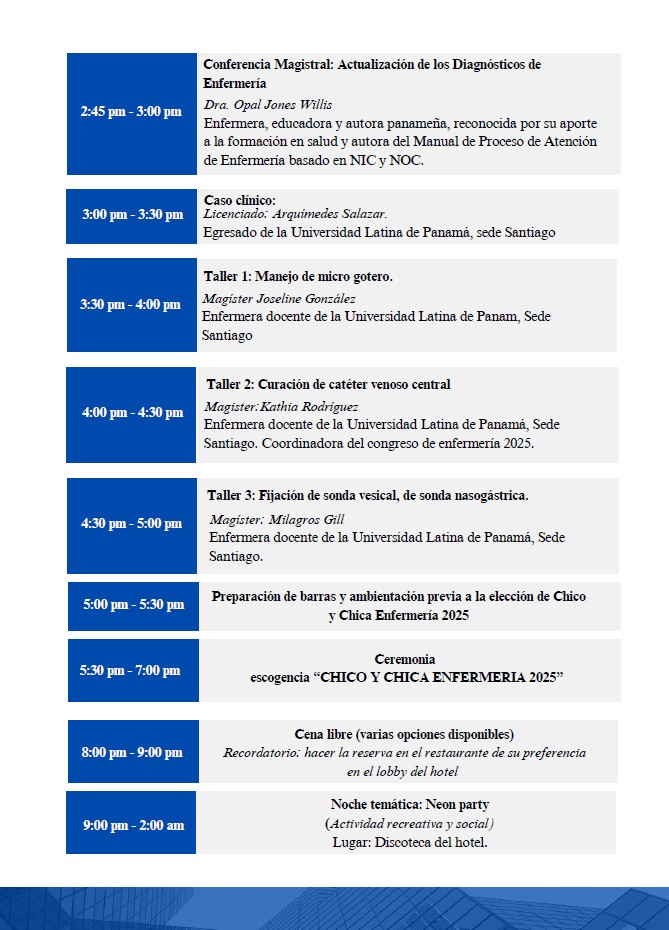 2:45 pm - 3:00 pm
Conferencia Magistral: Actualización de los Diagnósticos de
Enfermería
Dra. Opal Jones Willis
Enfermera, educadora y autora panameña, reconocida por su aporte
a la formación en salud y autora del Manual de Proceso de Atención
de Enfermería basado en NIC y NOC.
3:00 pm - 3:30 pm
Caso clínico:
Licenciado: Arquímedes Salazar.
Egresado de la Universidad Latina de Panamá, sede Santiago
3:30 pm - 4:00 pm
Taller 1: Manejo de micro gotero.
Magíster Joseline González
Enfermera docente de la Universidad Latina de Panam, Sede
Santiago
4:00 pm - 4:30 pm
Taller 2: Curación de catéter venoso central
Magister:Kathia Rodríguez
Enfermera docente de la Universidad Latina de Panamá, Sede
Santiago. Coordinadora del congreso de enfermería 2025.
4:30 pm - 5:00 pm
Taller 3: Fijación de sonda vesical, de sonda nasogástrica.
Magíster: Milagros Gill
Enfermera docente de la Universidad Latina de Panamá, Sede
Santiago.
5:00 pm - 5:30 pm
Preparación de barras y ambientación previa a la elección de Chico
y Chica Enfermería 2025
5:30 pm - 7:00 pm
Ceremonia
escogencia “CHICO Y CHICA ENFERMERIA 2025”
8:00 pm - 9:00 pm
Cena libre (varias opciones disponibles)
Recordatorio: hacer la reserva en el restaurante de su preferencia
en el lobby del hotel
9:00 pm - 2:00 am
Noche temática: Neon party
(Actividad recreativa y social)
Lugar: Discoteca del hotel.